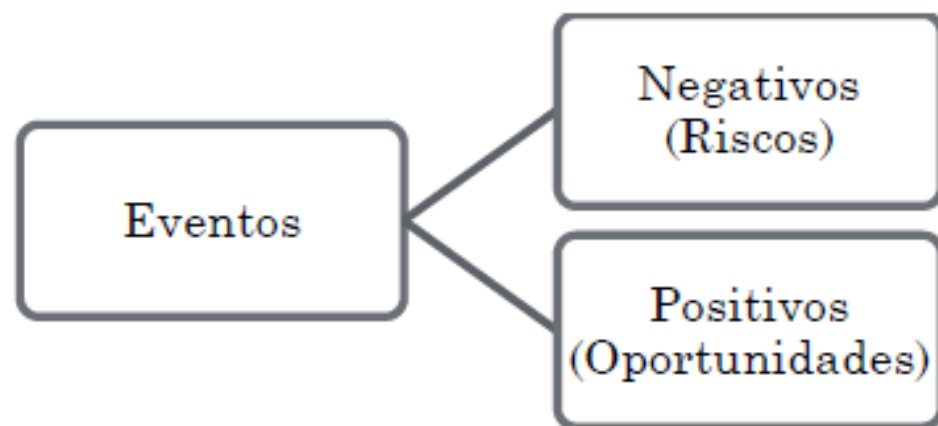 Eventos
Negativos
(Riscos)
Positivos
(Oportunidades)